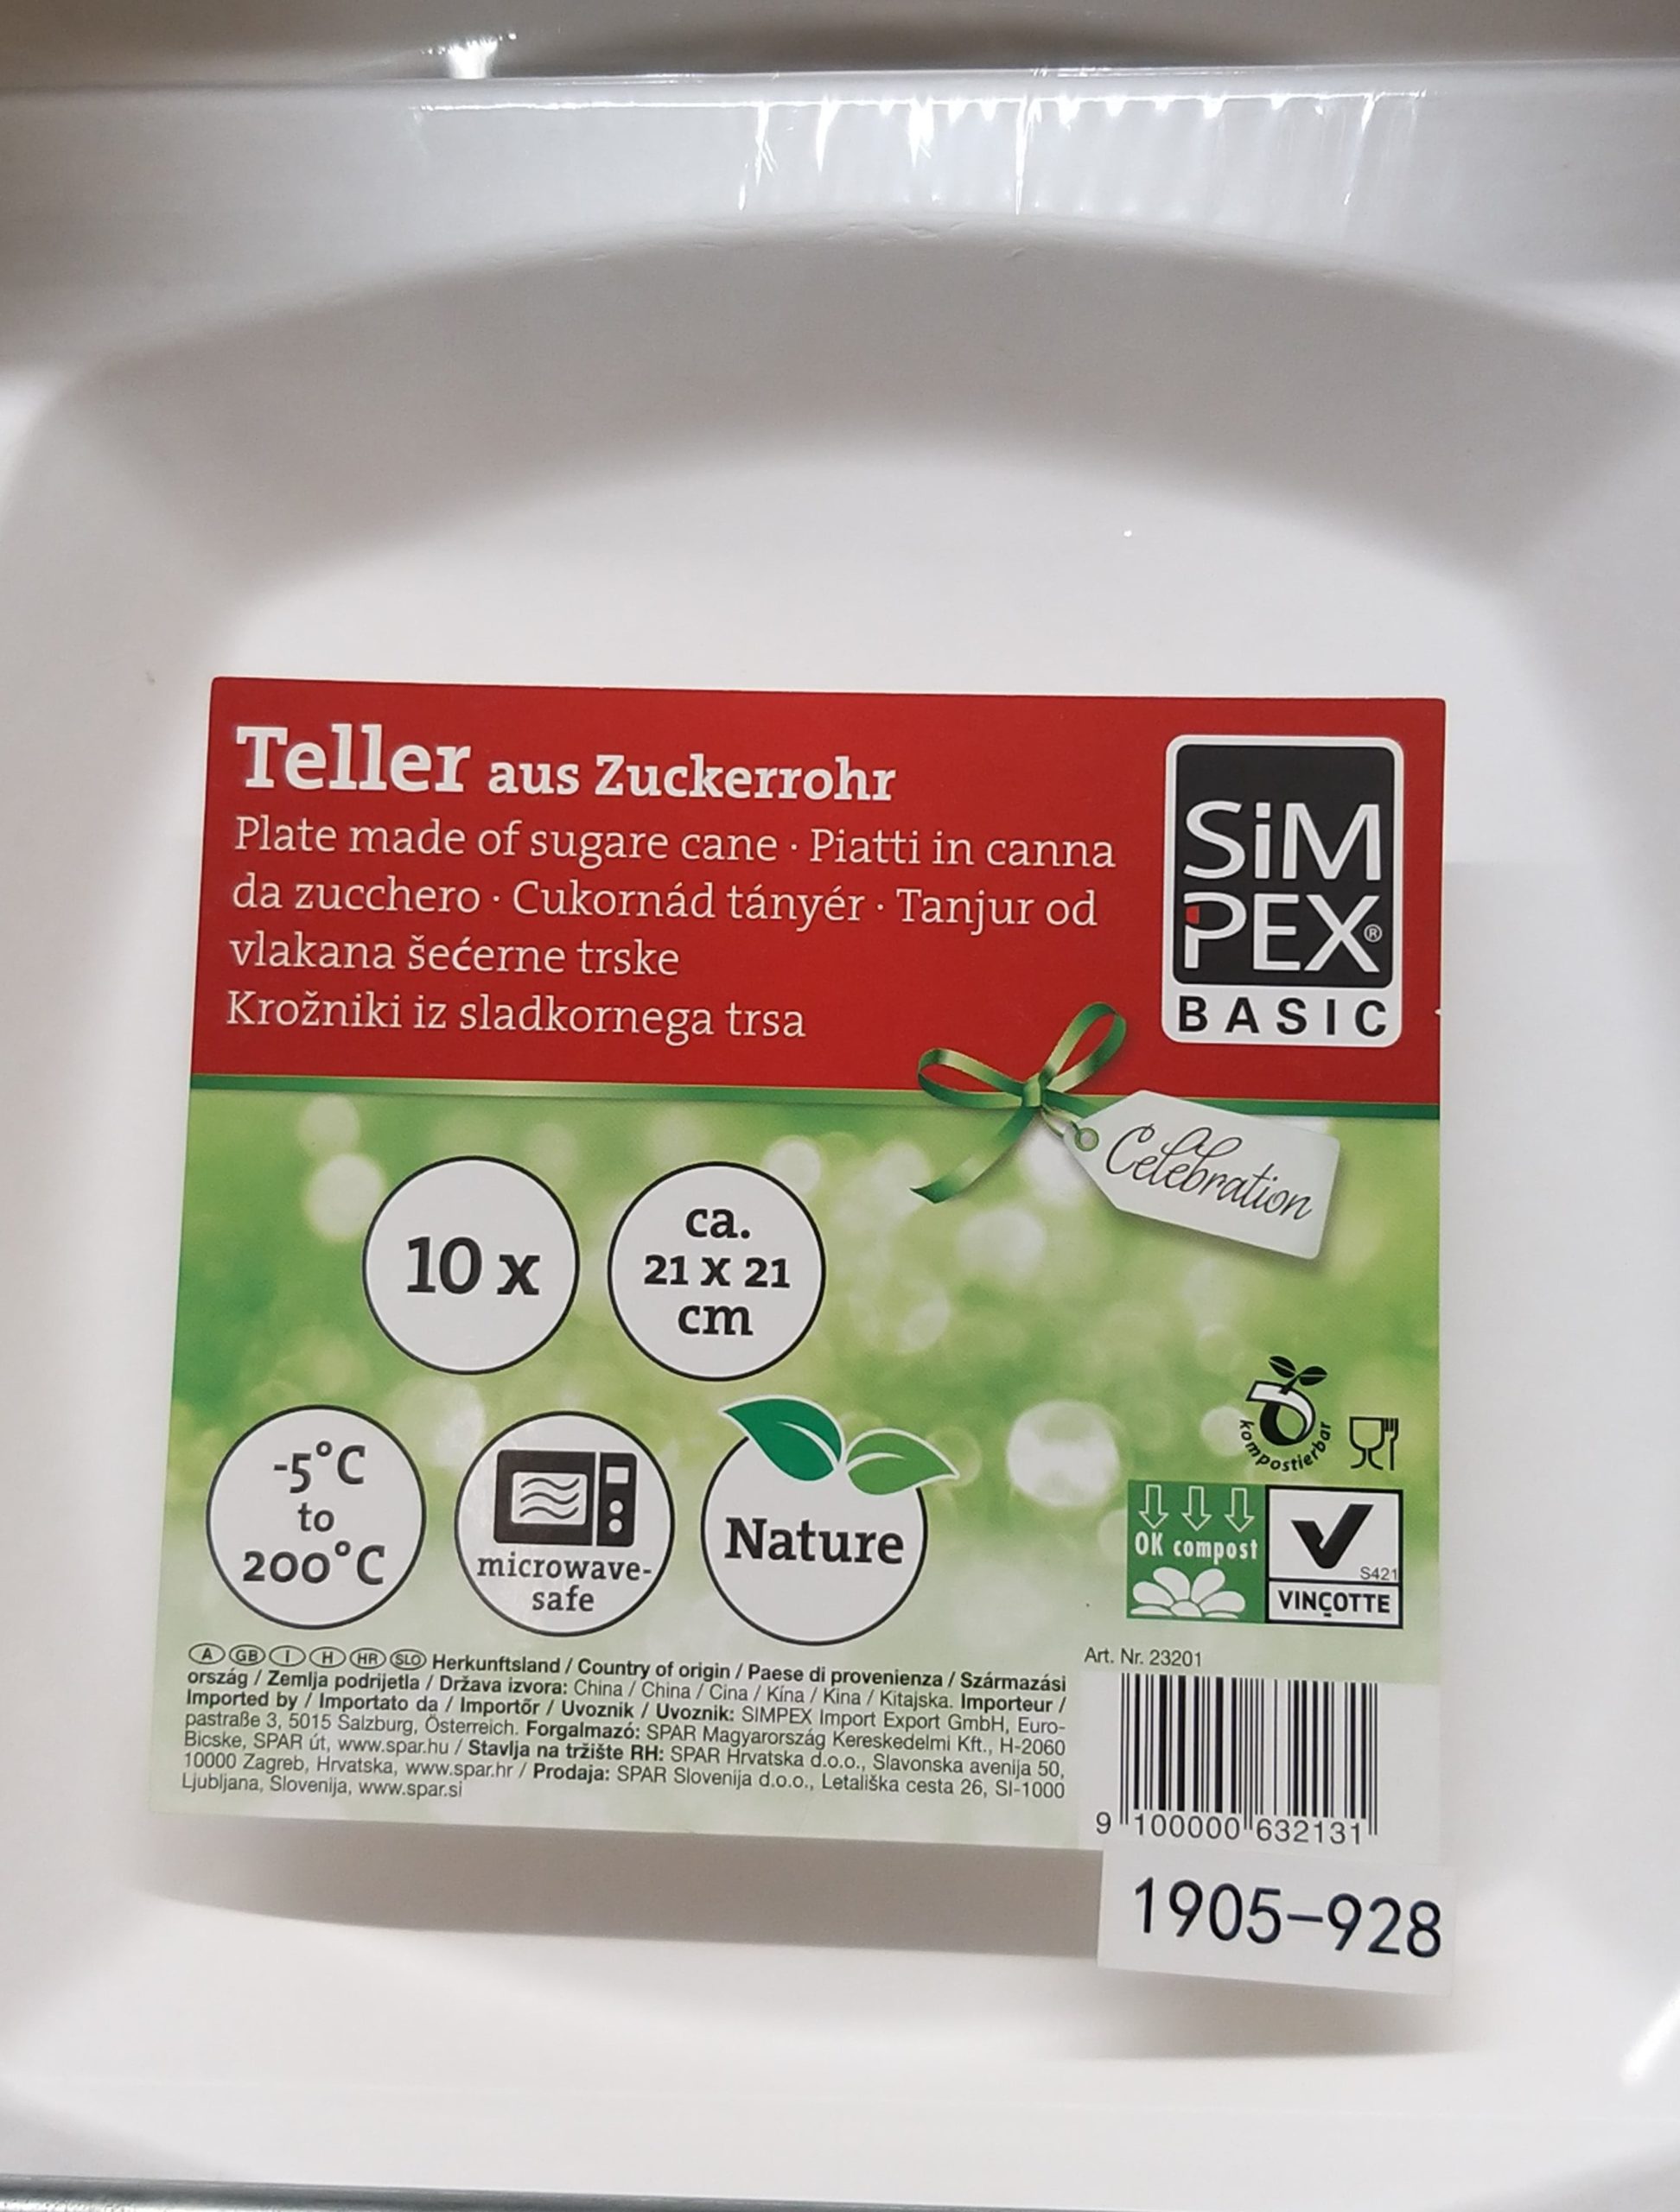 Teller aus Zuckerrohr
Plate made of sugare cane · Piatti in canna
da zucchero · Cukornád tányér · Tanjur od
vlakana šećerne trske
Krožniki iz sladkornega trsa
SiM
PEX®
BASIC
Celebration
10 x
ca.
21 x 21
cm
-5°C
to
200°C
microwave-
safe
Nature
kompostierbar
OK compost
S421
VINÇOTTE
A GB I H HR SLO Herkunftsland / Country of origin / Paese di provenienza / Származási
ország / Zemlja podrijetla / Država izvora: China / China / Cina / Kína / Kina / Kitajska. Importeur /
Imported by / Importato da / Importőr / Uvoznik / Uvoznik: SIMPEX Import Export GmbH, Euro-
pastraße 3, 5015 Salzburg, Österreich. Forgalmazó: SPAR Magyarország Kereskedelmi Kft., H-2060
Bicske, SPAR út, www.spar.hu / Stavlja na tržište RH: SPAR Hrvatska d.o.o., Slavonska avenija 50,
10000 Zagreb, Hrvatska, www.spar.hr / Prodaja: SPAR Slovenija d.o.o., Letališka cesta 26, SI-1000
Ljubljana, Slovenija, www.spar.si
Art. Nr. 23201
9 100000 632131
1905-928